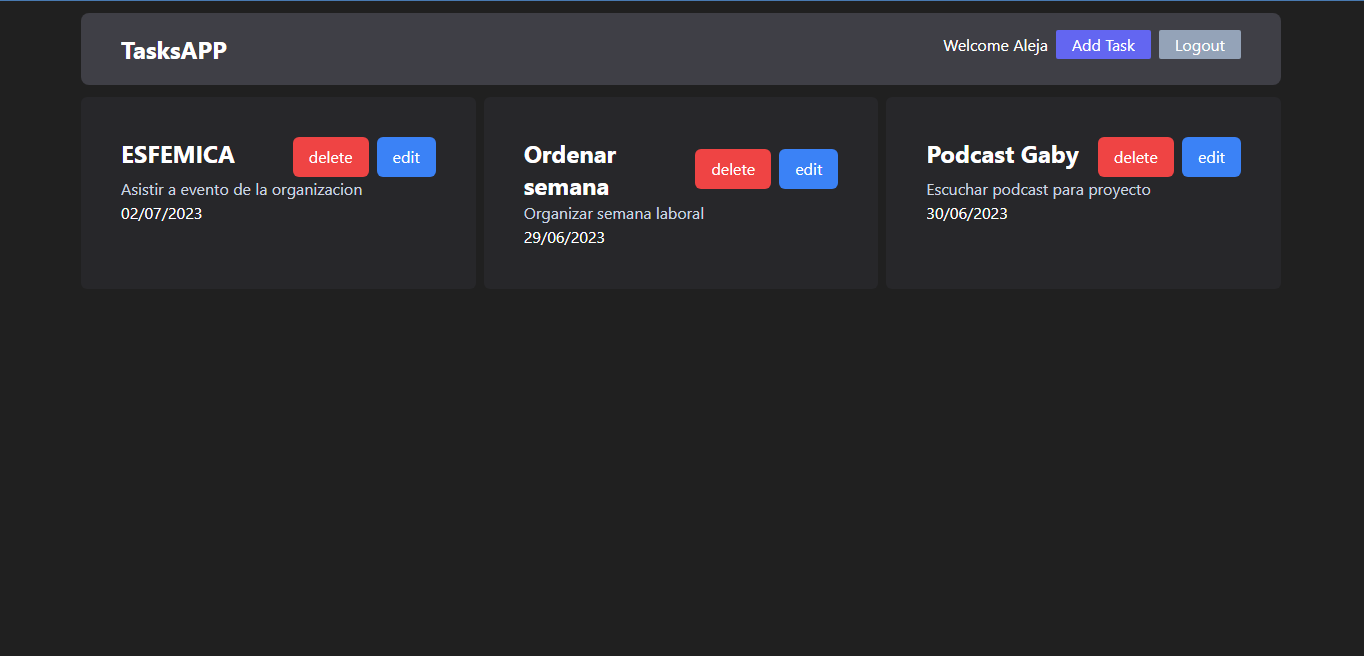 TasksAPP
Welcome Aleja Add Task Logout
ESFEMICA
delete edit
Asistir a evento de la organizacion
02/07/2023
Ordenar
semana
delete edit
Organizar semana laboral
29/06/2023
Podcast Gaby
delete edit
Escuchar podcast para proyecto
30/06/2023